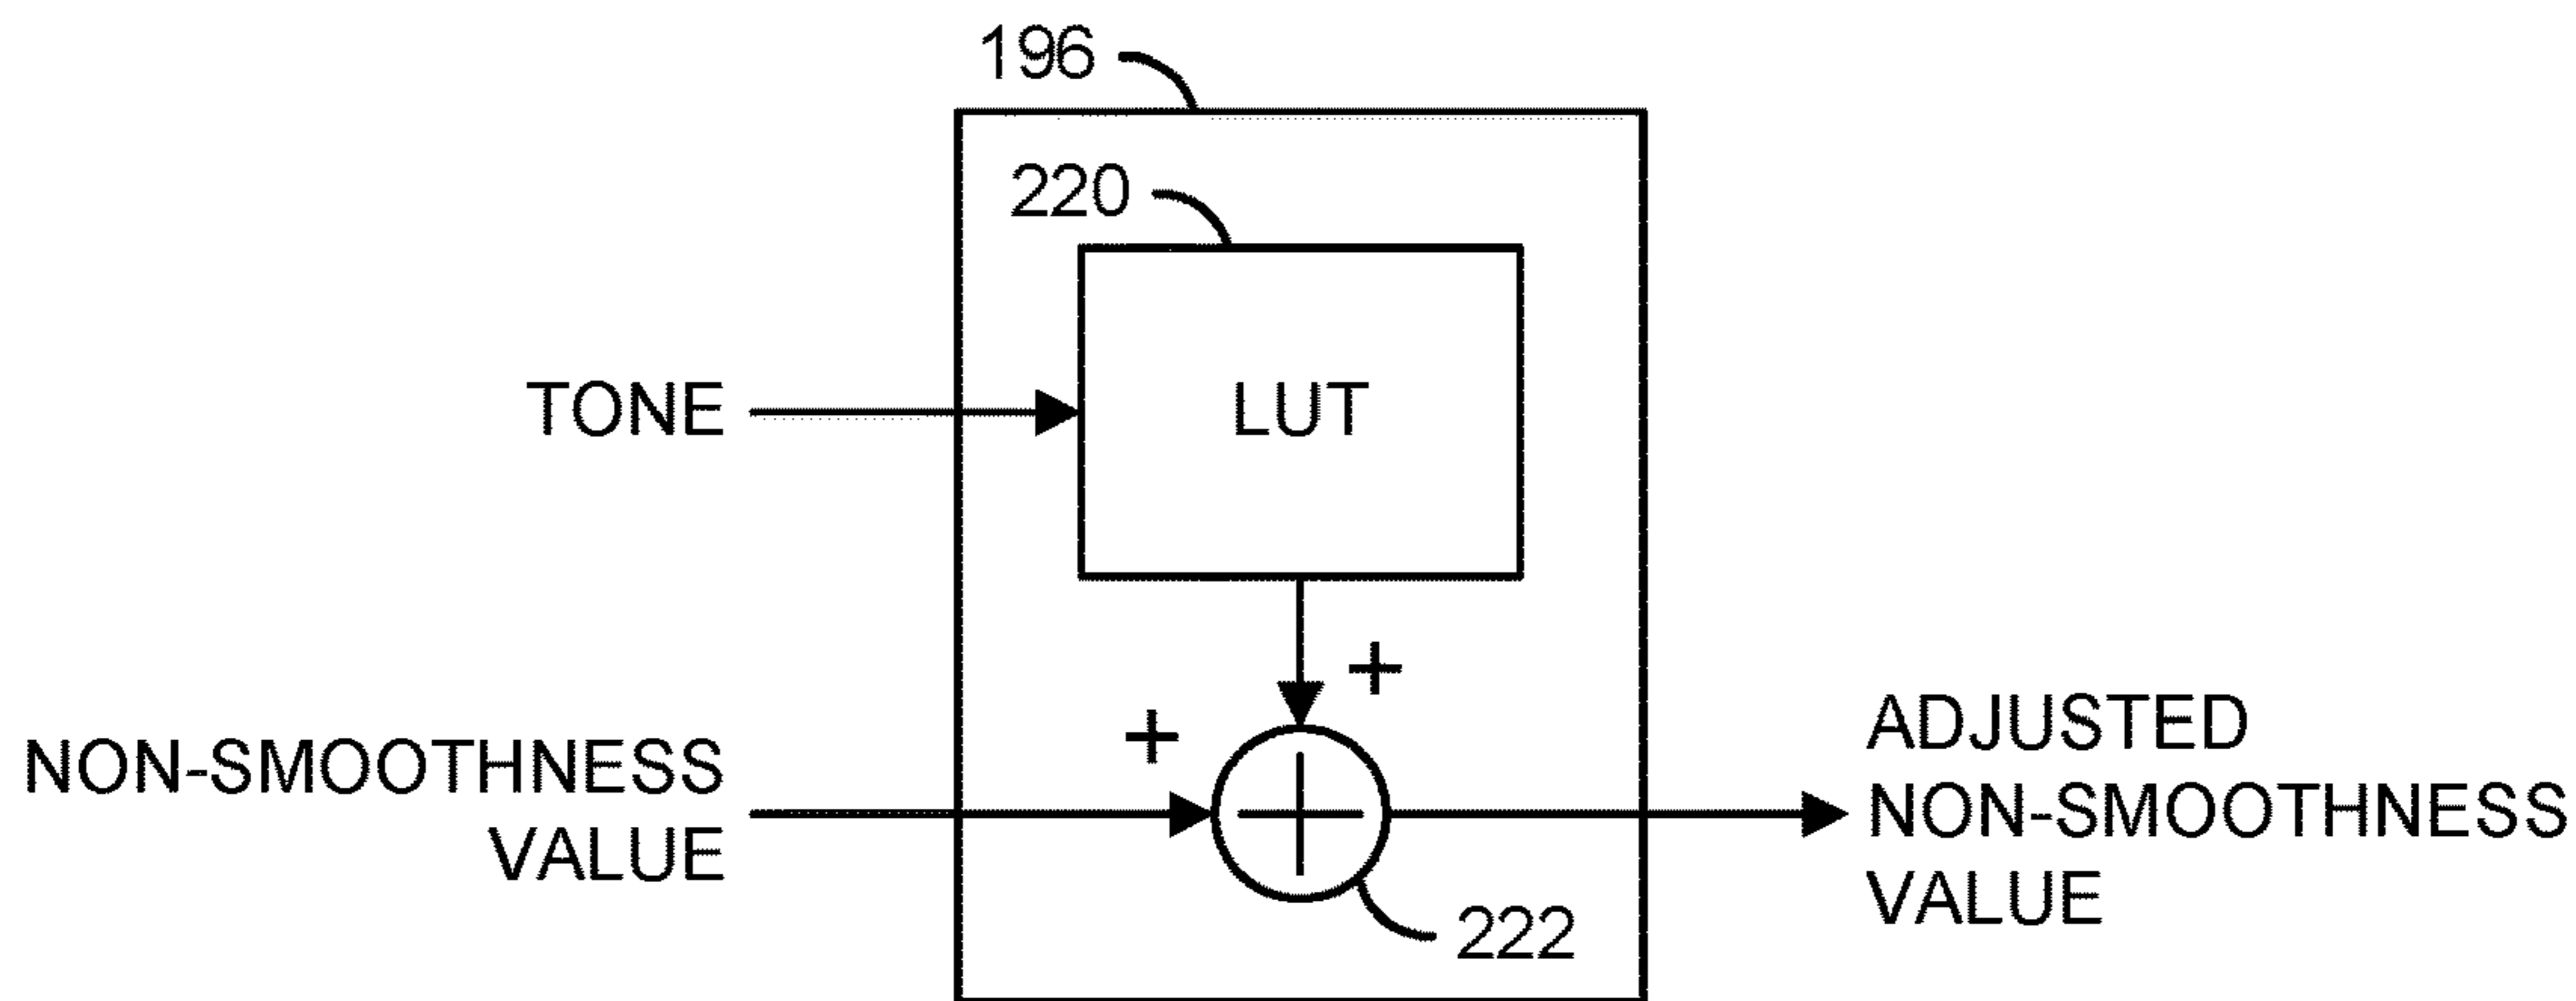 196
220
TONE
LUT
+
+
NON-SMOOTHNESS
VALUE
ADJUSTED
NON-SMOOTHNESS
VALUE
222